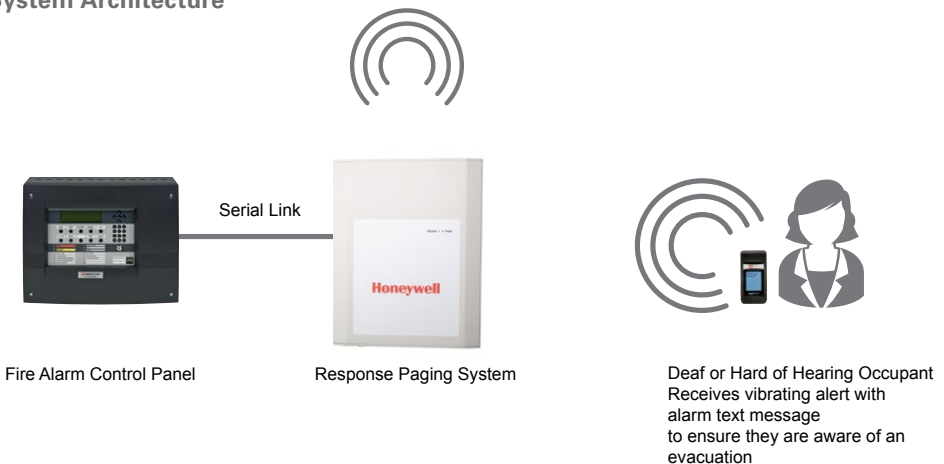 System Architecture
Serial Link
Honeywell
Fire Alarm Control Panel
Response Paging System
Deaf or Hard of Hearing Occupant
Receives vibrating alert with
alarm text message
to ensure they are aware of an
evacuation